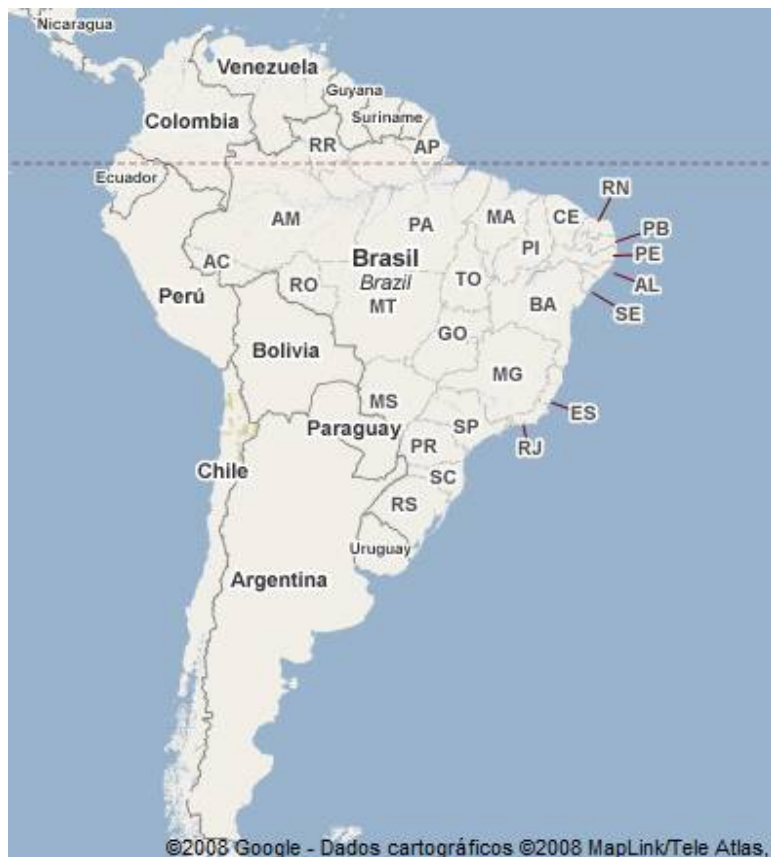 Nicaragua
Venezuela
Guyana
Suriname
Colombia
RR
AP
Ecuador
RN
AM
PA
MA
CE
PB
PI
PE
AC
Brasil
Brazil
RO
TO
AL
Perú
MT
BA
SE
GO
Bolivia
MG
MS
ES
Paraguay
SP
RJ
PR
Chile
SC
RS
Uruguay
Argentina
©2008 Google - Dados cartográficos ©2008 MapLink/Tele Atlas,